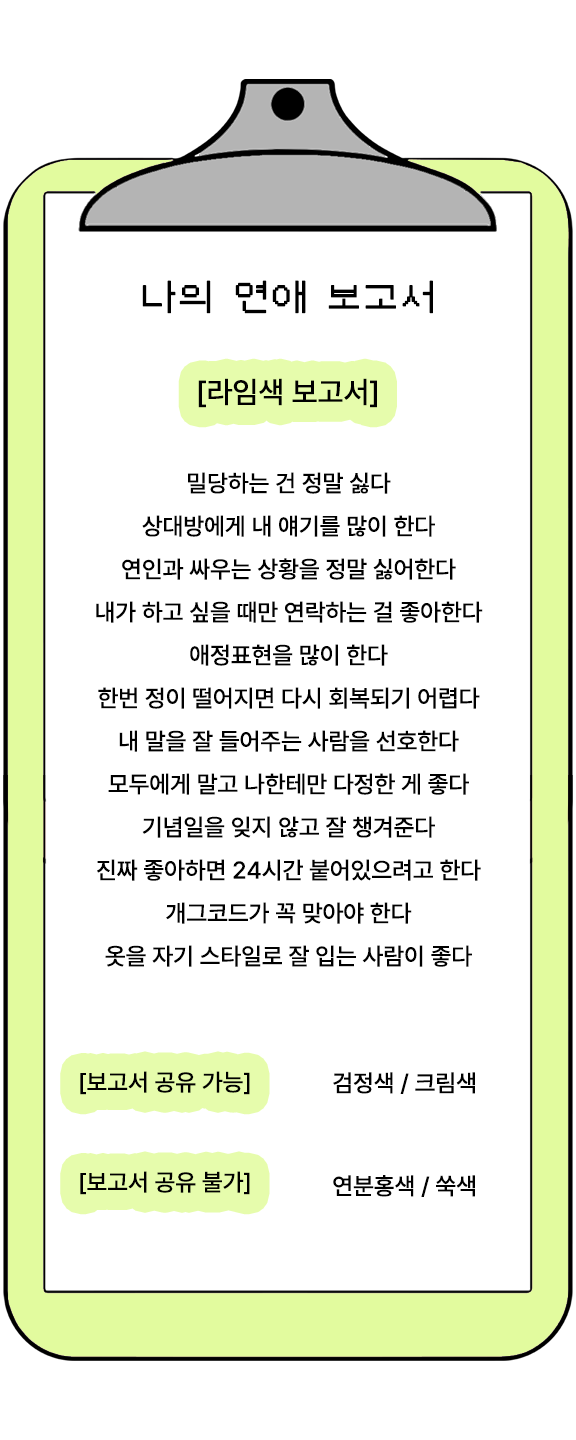 나의 연애 보고서
[라임색 보고서]
밀당하는 건 정말 싫다
상대방에게 내 얘기를 많이 한다
연인과 싸우는 상황을 정말 싫어한다
내가 하고 싶을 때만 연락하는 걸 좋아한다
애정표현을 많이 한다
한번 정이 떨어지면 다시 회복되기 어렵다
내 말을 잘 들어주는 사람을 선호한다
모두에게 말고 나한테만 다정한 게 좋다
기념일을 잊지 않고 잘 챙겨준다
진짜 좋아하면 24시간 붙어있으려고 한다
개그코드가 꼭 맞아야 한다
옷을 자기 스타일로 잘 입는 사람이 좋다
[보고서 공유 가능] 검정색 / 크림색
[보고서 공유 불가] 연분홍색 / 쑥색